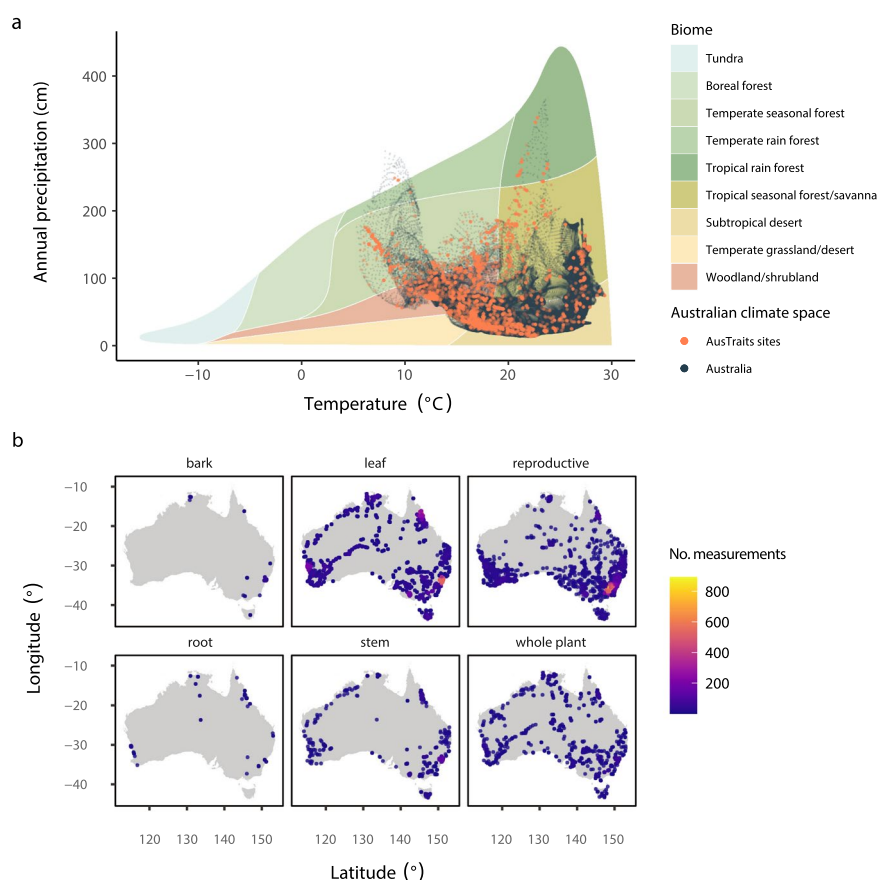 a
Annual precipitation (cm)
400
300
200
100
0
−10
0
10
20
30
Temperature (°C)
Biome
Tundra
Boreal forest
Temperate seasonal forest
Temperate rain forest
Tropical rain forest
Tropical seasonal forest/savanna
Subtropical desert
Temperate grassland/desert
Woodland/shrubland
Australian climate space
AusTraits sites
Australia
b
bark
leaf
reproductive
−10
−20
−30
−40
root
stem
whole plant
−10
−20
−30
−40
Longitude (°)
120 130 140 150
120 130 140 150
120 130 140 150
Latitude (°)
No. measurements
800
600
400
200